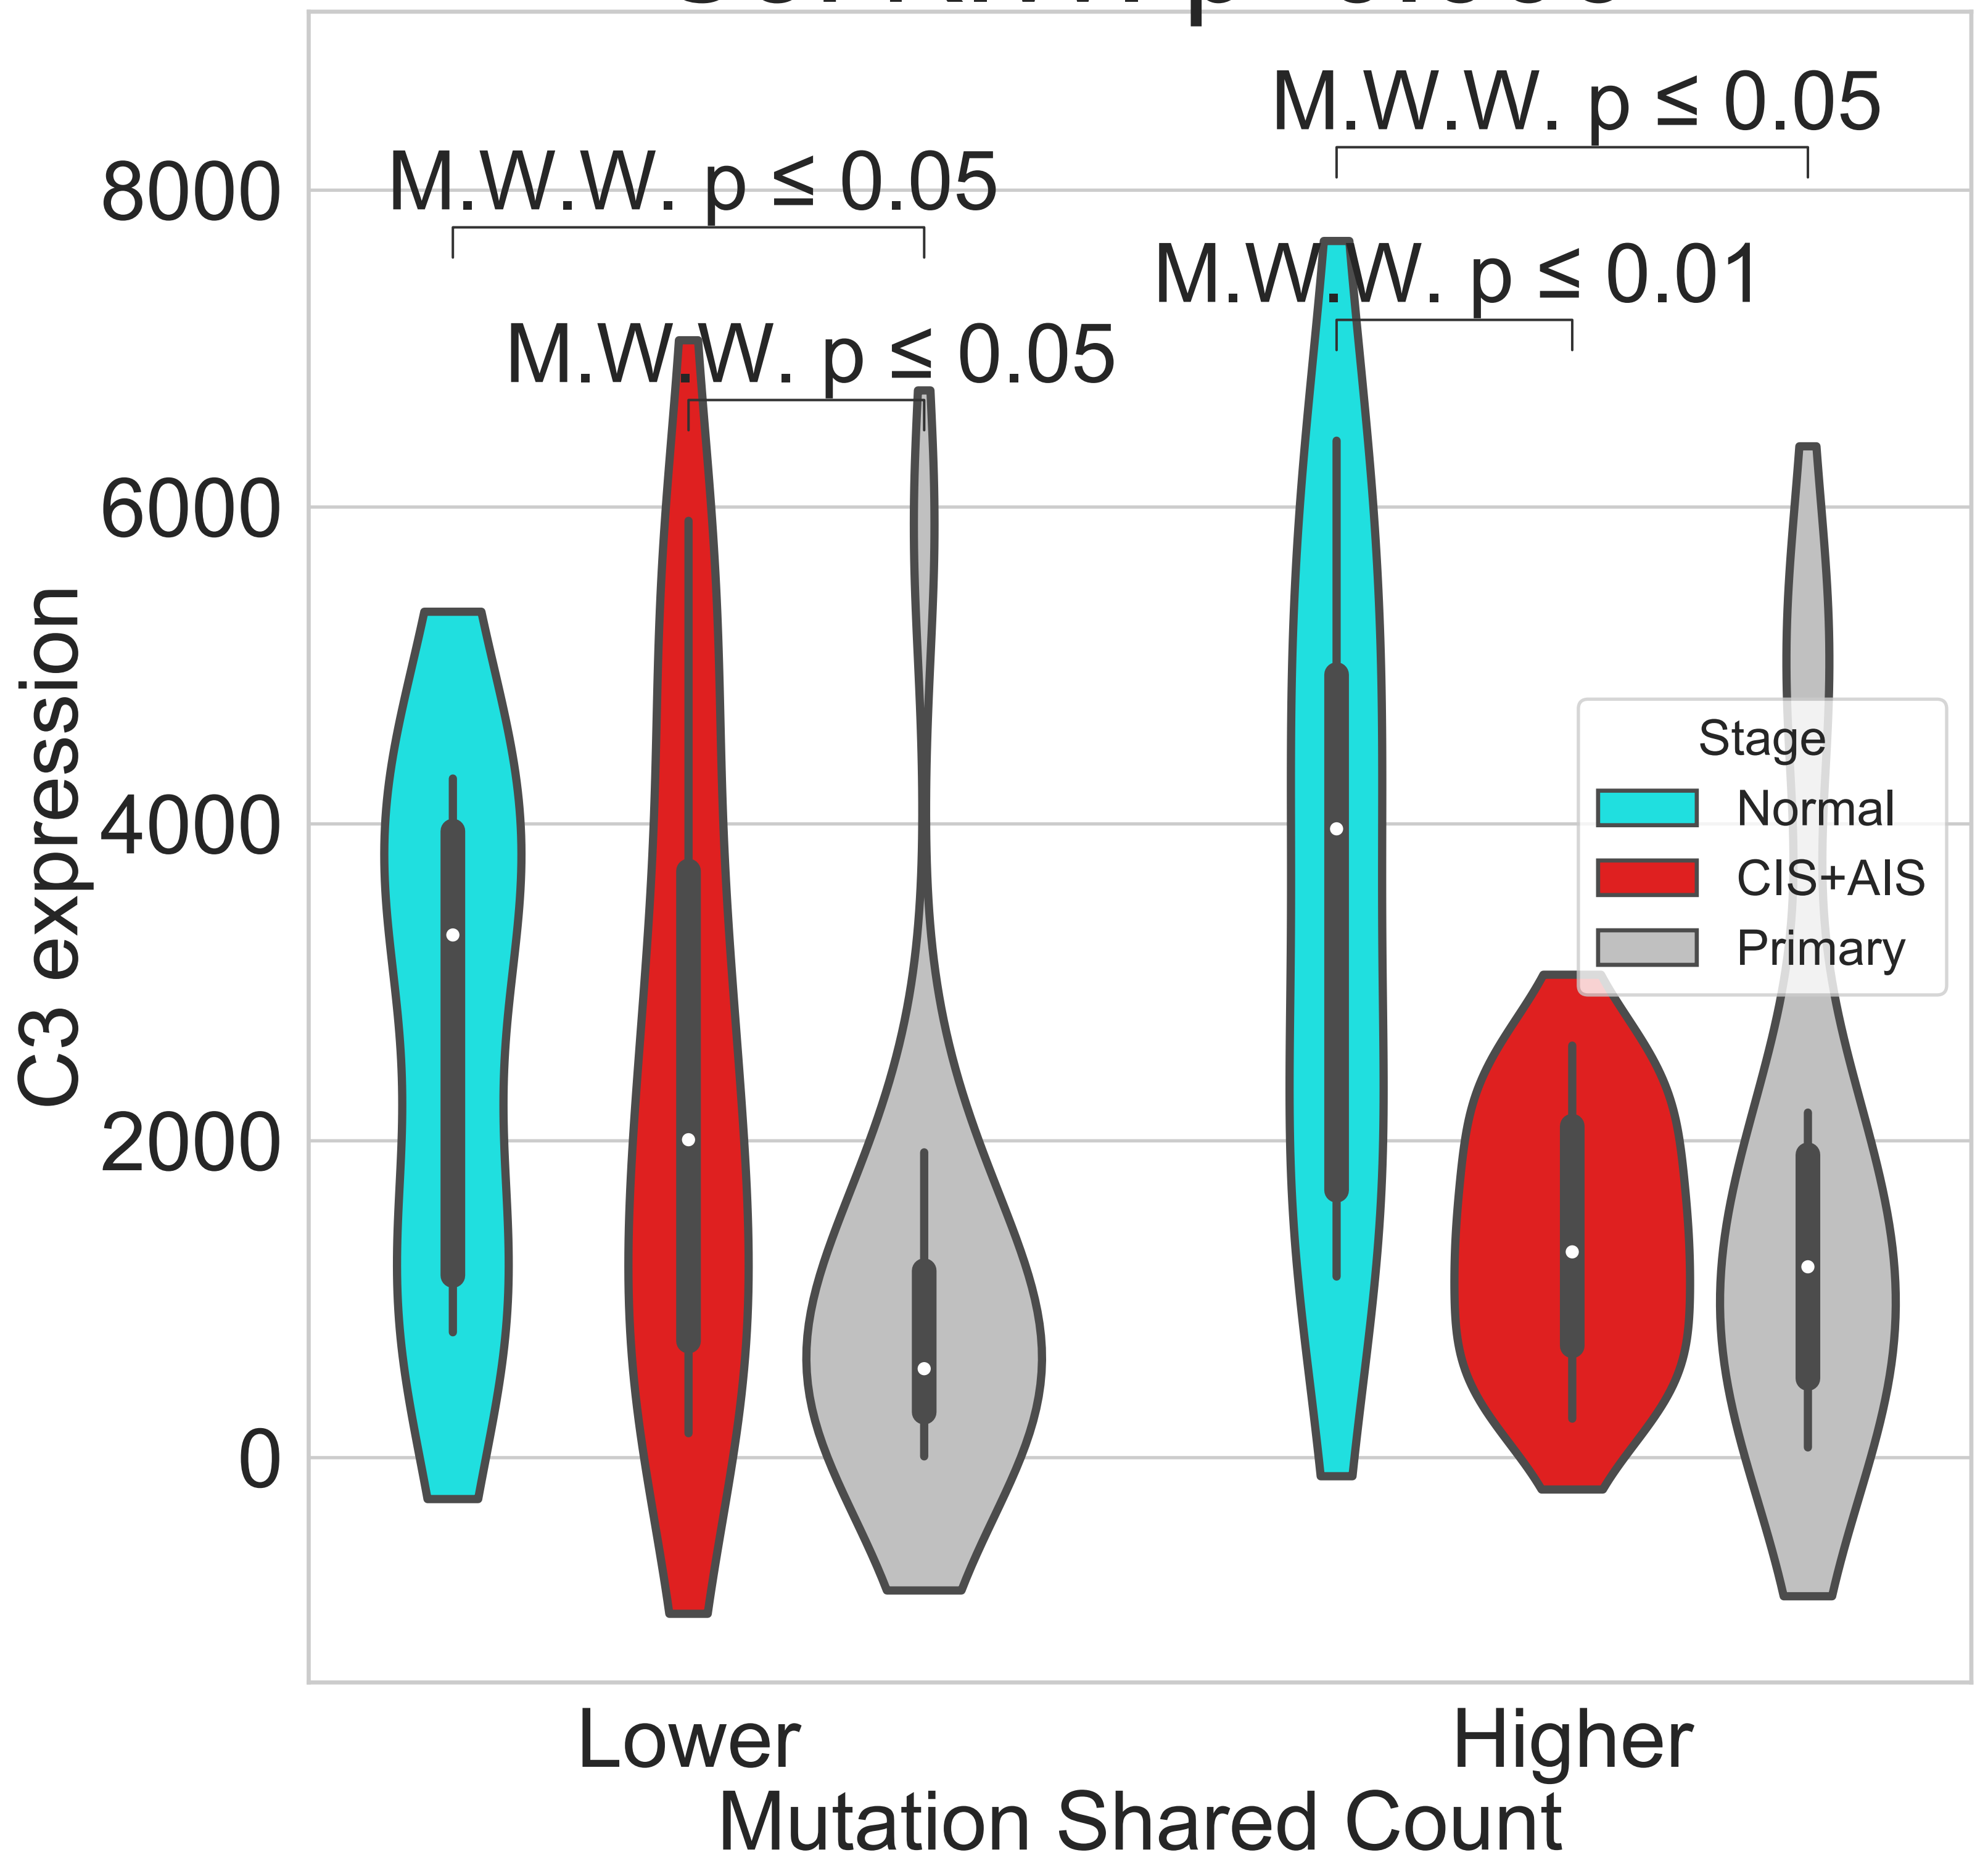 M.W.W. p ≤ 0.05
M.W.W. p ≤ 0.05
M.W.W. p ≤ 0.01
M.W.W. p ≤ 0.05
8000
6000
4000
2000
0
C3 expression
Stage
Normal
CIS+AIS
Primary
Lower
Higher
Mutation Shared Count